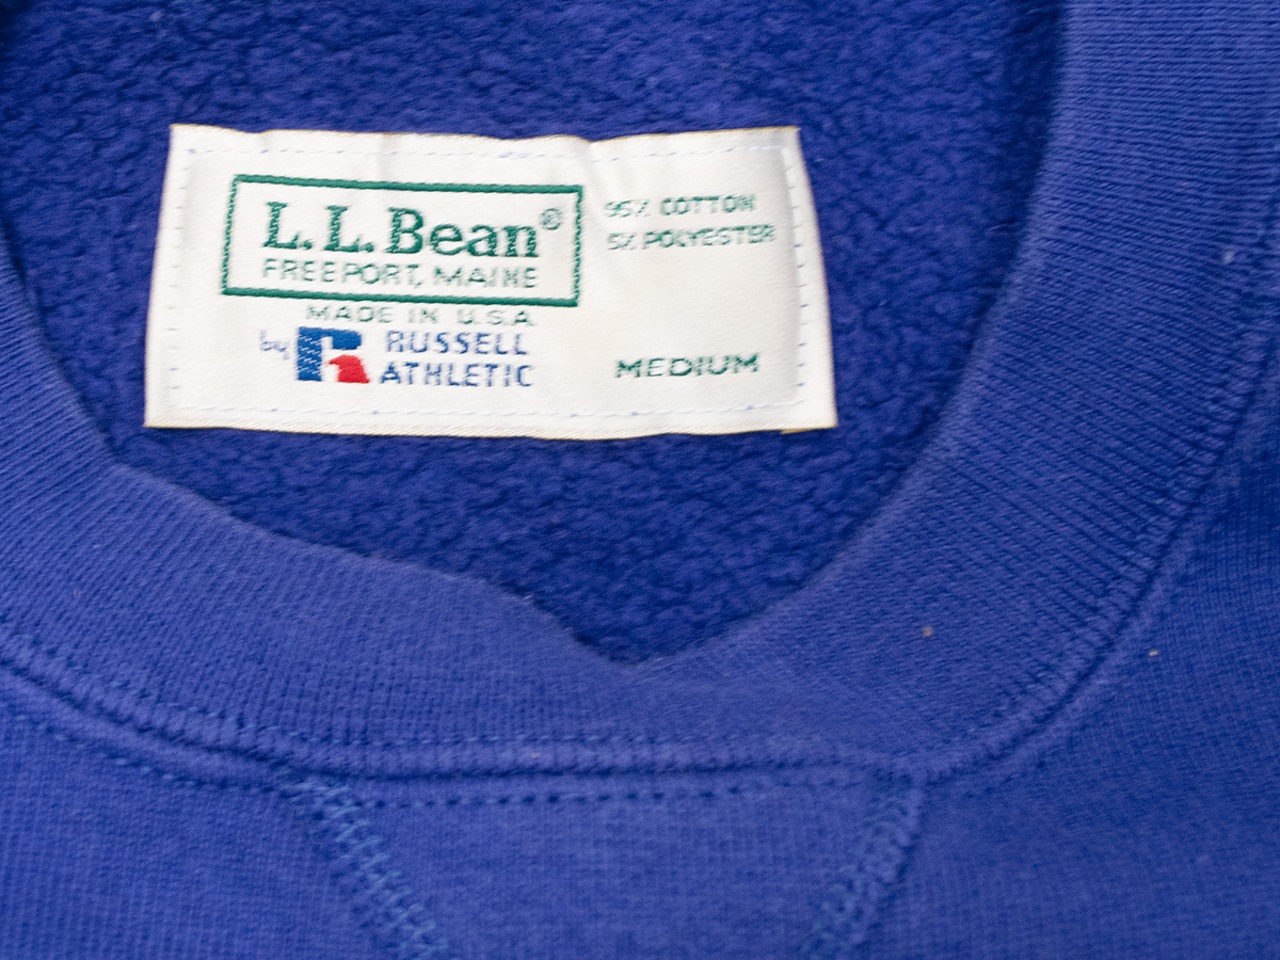 L.L.Bean®
FREEPORT, MAINE
MADE IN U.S.A.
by RUSSELL
ATHLETIC
95% COTTON
5% POLYESTER
MEDIUM